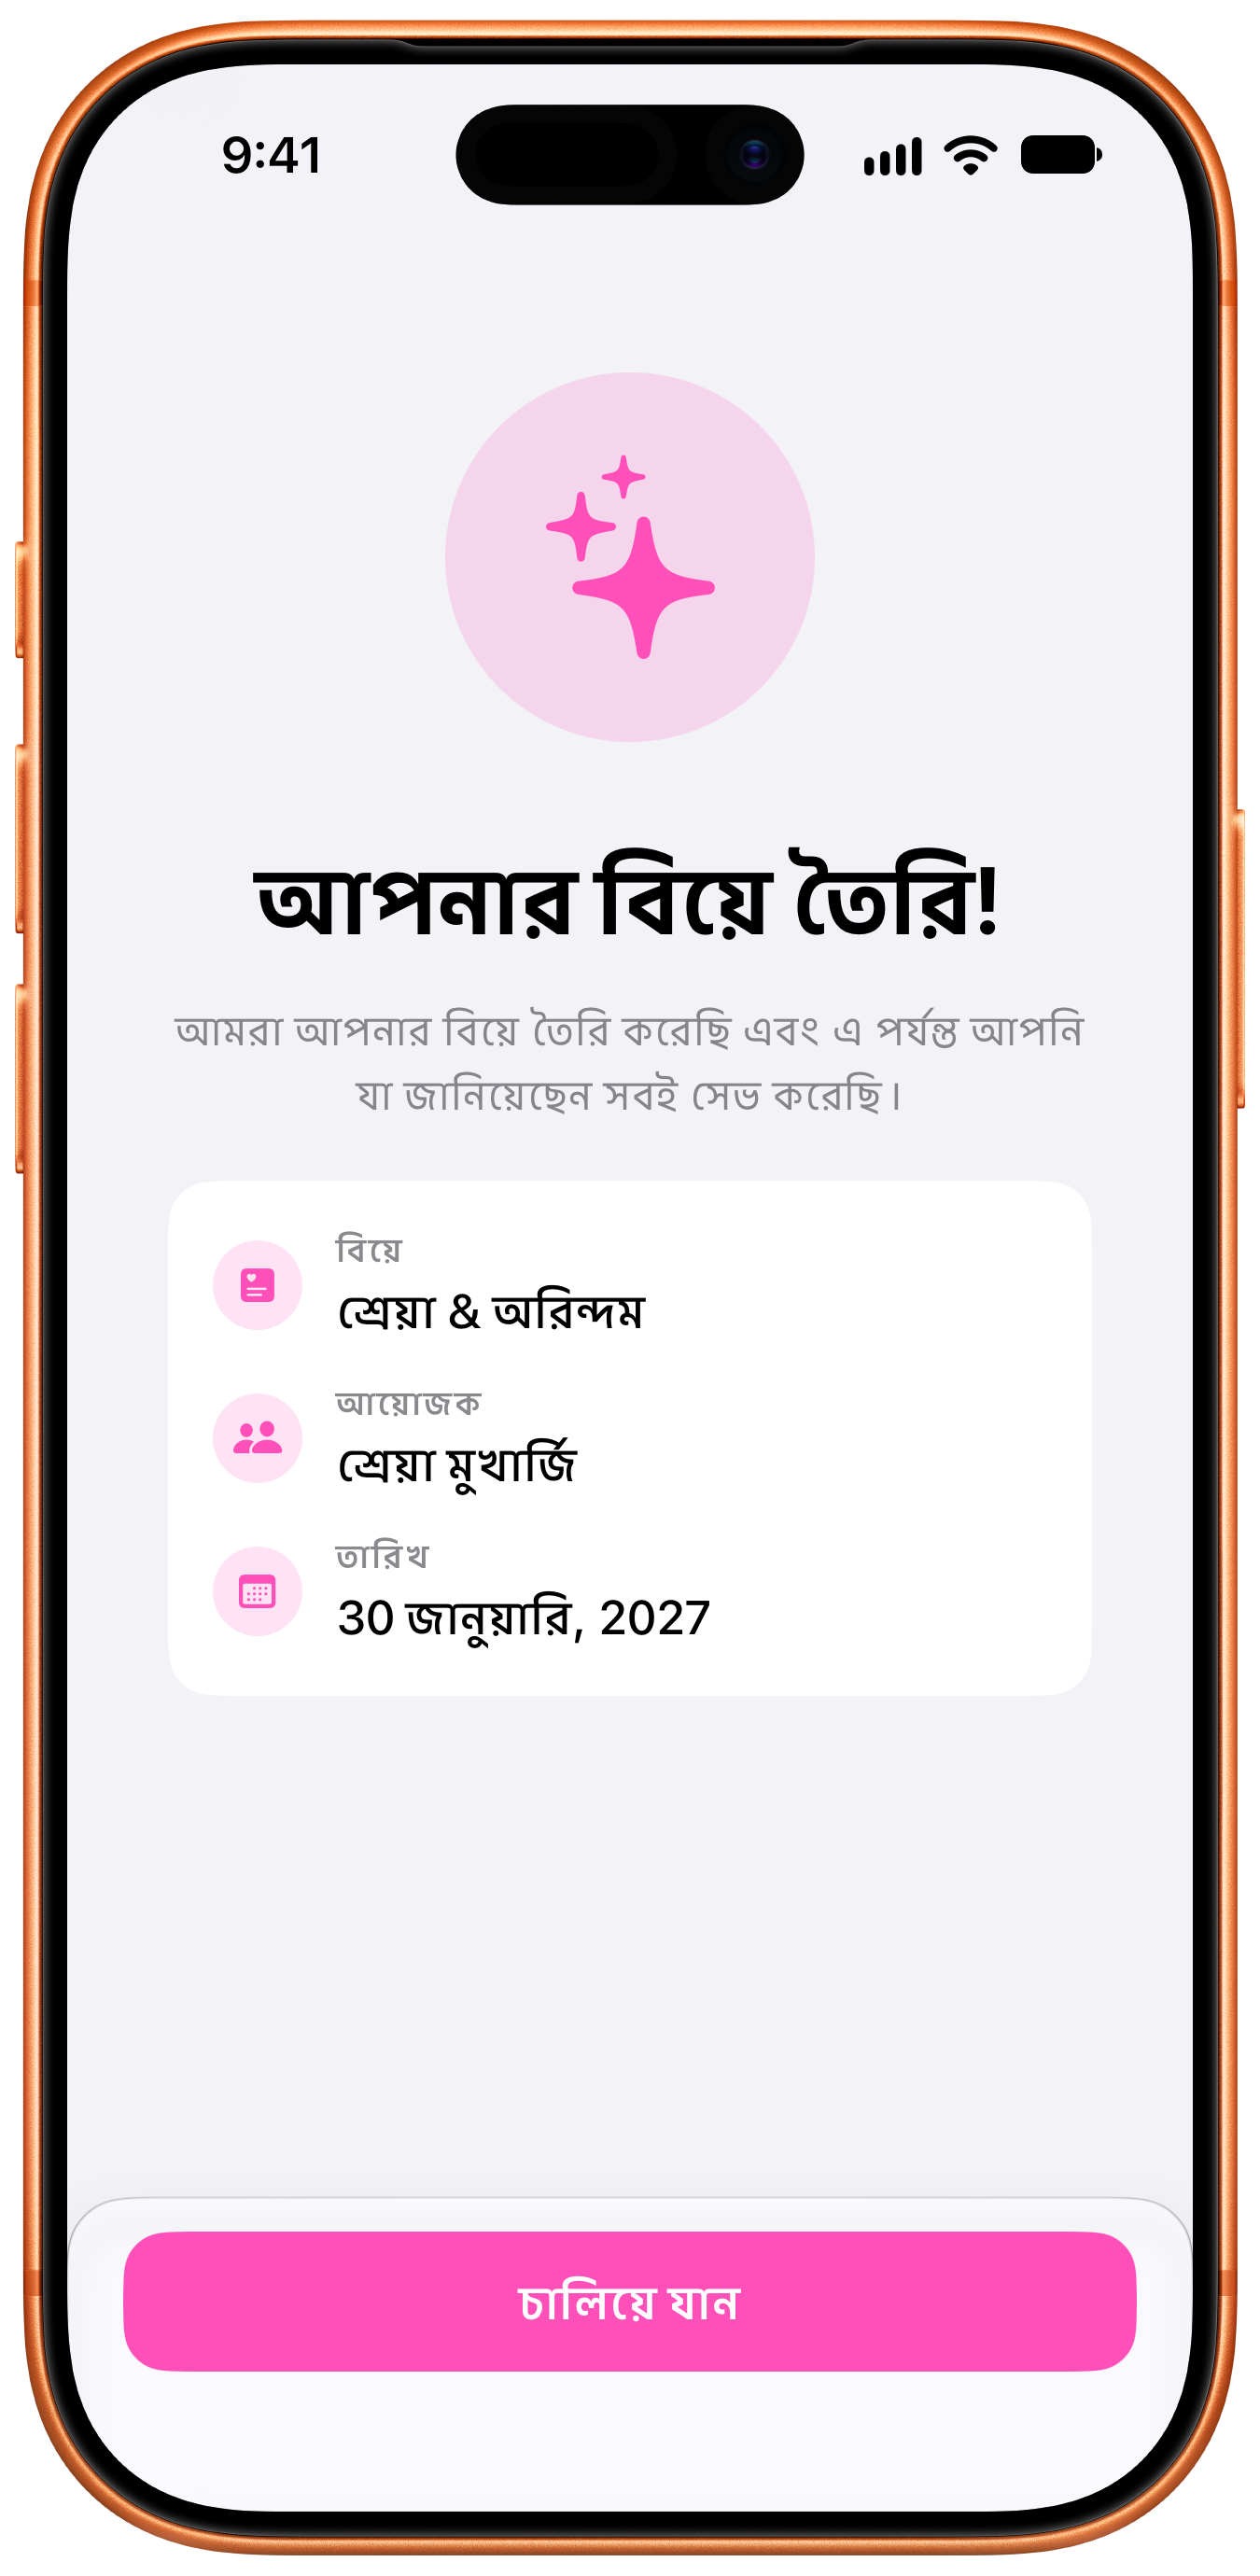 9:41
আপনার বিয়ে তৈরি!
আমরা আপনার বিয়ে তৈরি করেছি এবং এ পর্যন্ত আপনি
যা জানিয়েছেন সবই সেভ করেছি।
বিয়ে
শ্রেয়া & অরিন্দম
আয়োজক
শ্রেয়া মুখার্জি
তারিখ
30 জানুয়ারি, 2027
চালিয়ে যান